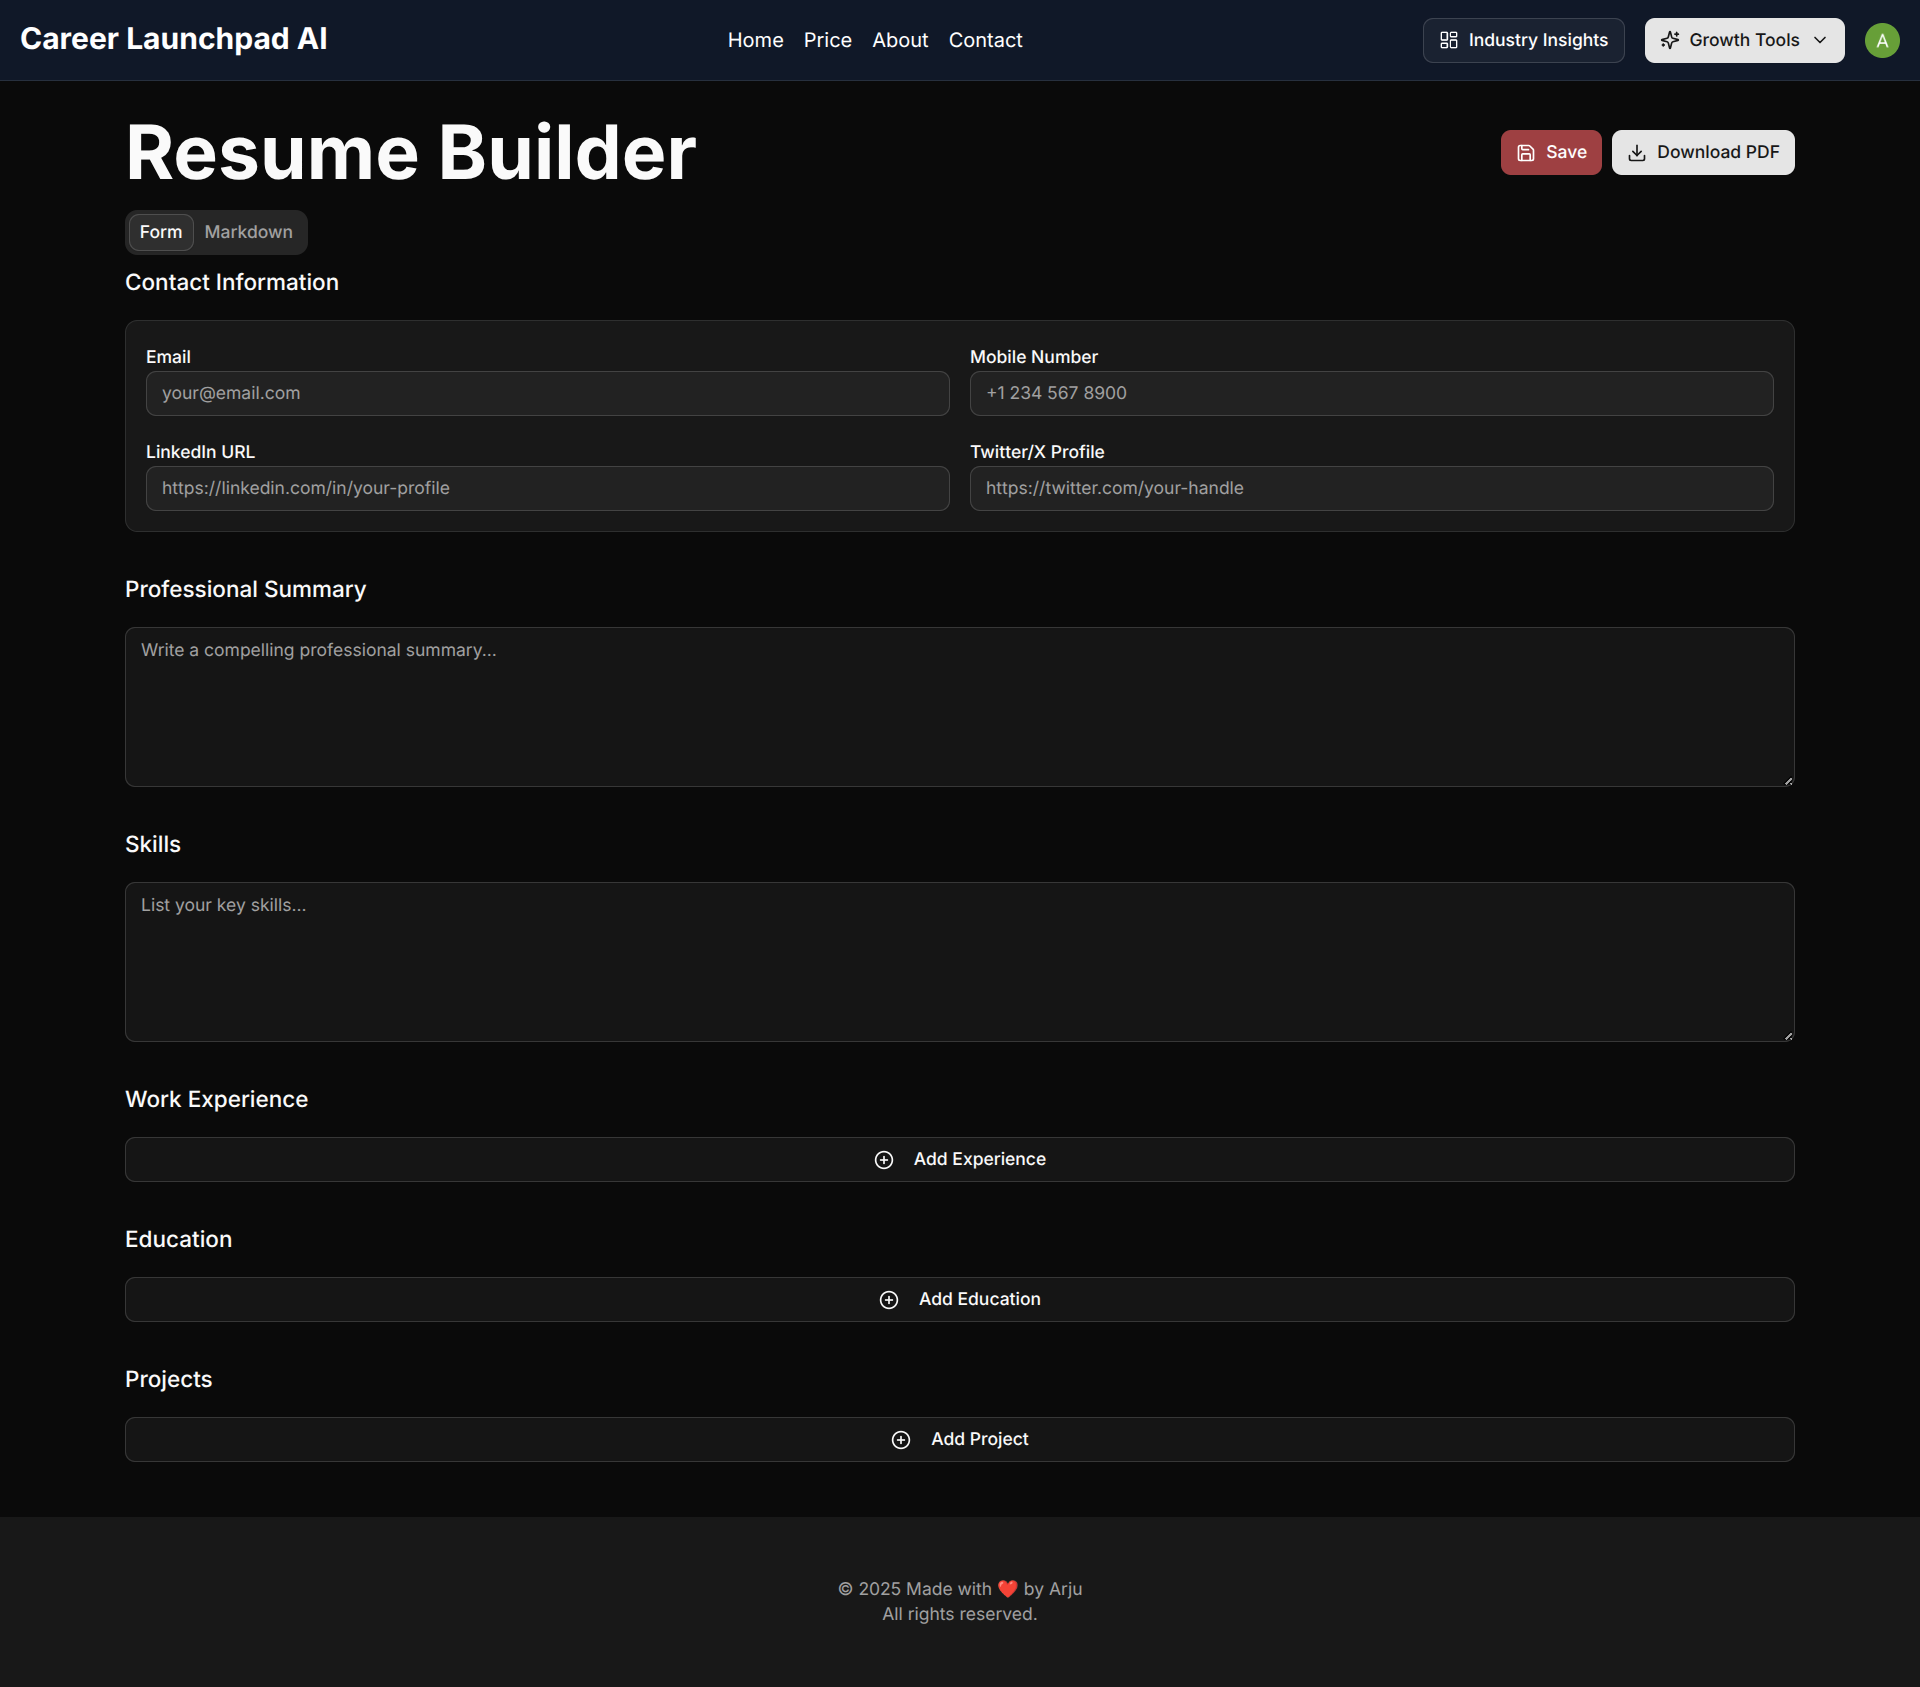 Career Launchpad AI
Home Price About Contact
Industry Insights
Growth Tools
A
Resume Builder
Save
Download PDF
Form
Markdown
Contact Information
Email
your@email.com
Mobile Number
+1 234 567 8900
LinkedIn URL
https://linkedin.com/in/your-profile
Twitter/X Profile
https://twitter.com/your-handle
Professional Summary
Write a compelling professional summary...
Skills
List your key skills...
Work Experience
Add Experience
Education
Add Education
Projects
Add Project
© 2025 Made with ❤️ by Arju
All rights reserved.